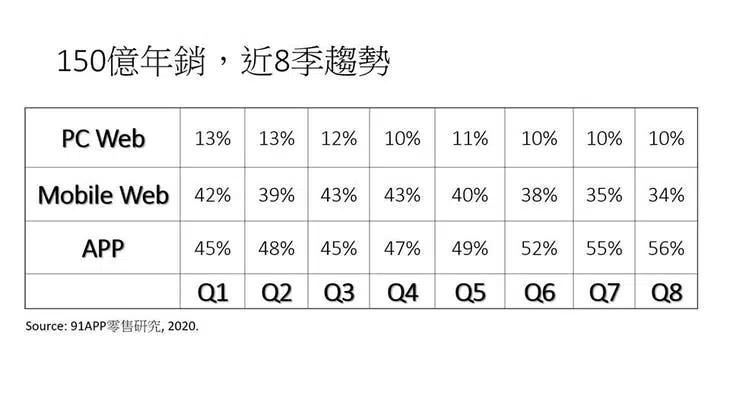 150億年銷，近8季趨勢
PC Web 13% 13% 12% 10% 11% 10% 10% 10%
Mobile Web 42% 39% 43% 43% 40% 38% 35% 34%
APP 45% 48% 45% 47% 49% 52% 55% 56%
Q1 Q2 Q3 Q4 Q5 Q6 Q7 Q8
Source: 91APP零售研究, 2020.